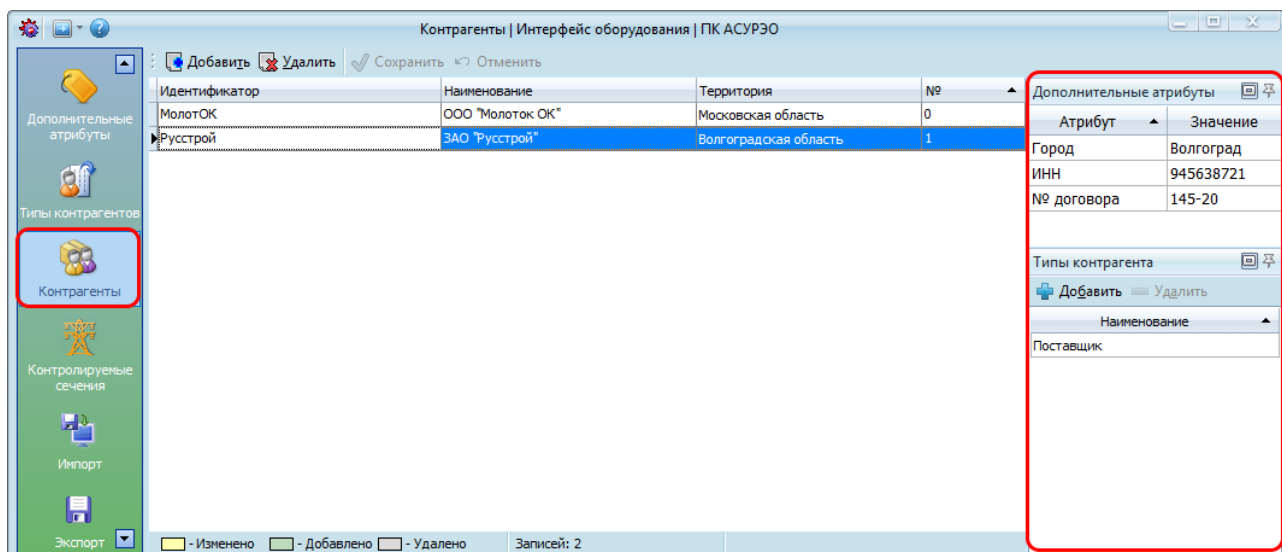 Контрагенты | Интерфейс оборудования | ПК АСУРЭО
Добавить Удалить Сохранить Отменить
Дополнительные
атрибуты
Типы контрагентов
Контрагенты
Контролируемые
сечения
Импорт
Экспорт
Идентификатор Наименование Территория №
МолотОК ООО "Молоток ОК" Московская область 0
Русстрой ЗАО "Русстрой" Волгоградская область 1
- Изменено - Добавлено - Удалено Записей: 2
Дополнительные атрибуты
Атрибут Значение
Город Волгоград
ИНН 945638721
№ договора 145-20
Типы контрагента
Добавить Удалить
Наименование
Поставщик